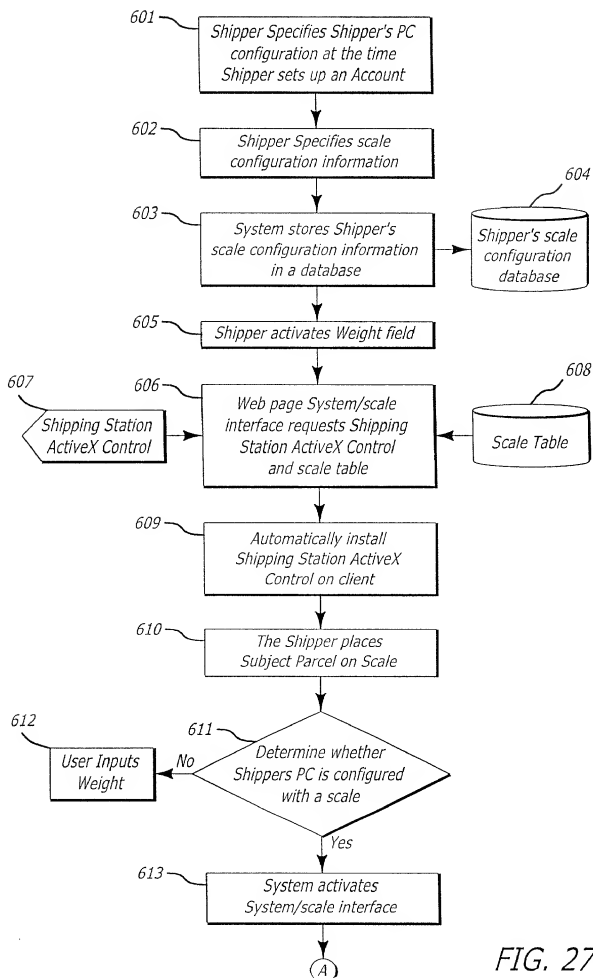 601
Shipper Specifies Shipper's PC
configuration at the time
Shipper sets up an Account
602
Shipper Specifies scale
configuration information
603
System stores Shipper's
scale configuration information
in a database
604
Shipper's scale
configuration
database
605
Shipper activates Weight field
606
Web page System/scale
interface requests Shipping
Station ActiveX Control
and scale table
607
Shipping Station
ActiveX Control
608
Scale Table
609
Automatically install
Shipping Station ActiveX
Control on client
610
The Shipper places
Subject Parcel on Scale
611
Determine whether
Shippers PC is configured
with a scale
No
612
User Inputs
Weight
Yes
613
System activates
System/scale interface
A
FIG. 27